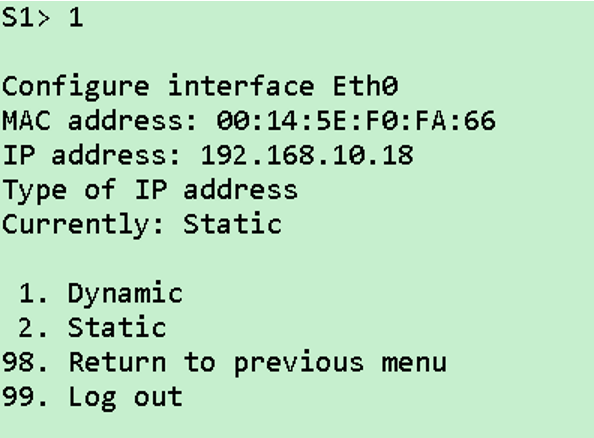 S1> 1
Configure interface Eth0
MAC address: 00:14:5E:F0:FA:66
IP address: 192.168.10.18
Type of IP address
Currently: Static
1. Dynamic
2. Static
98. Return to previous menu
99. Log out